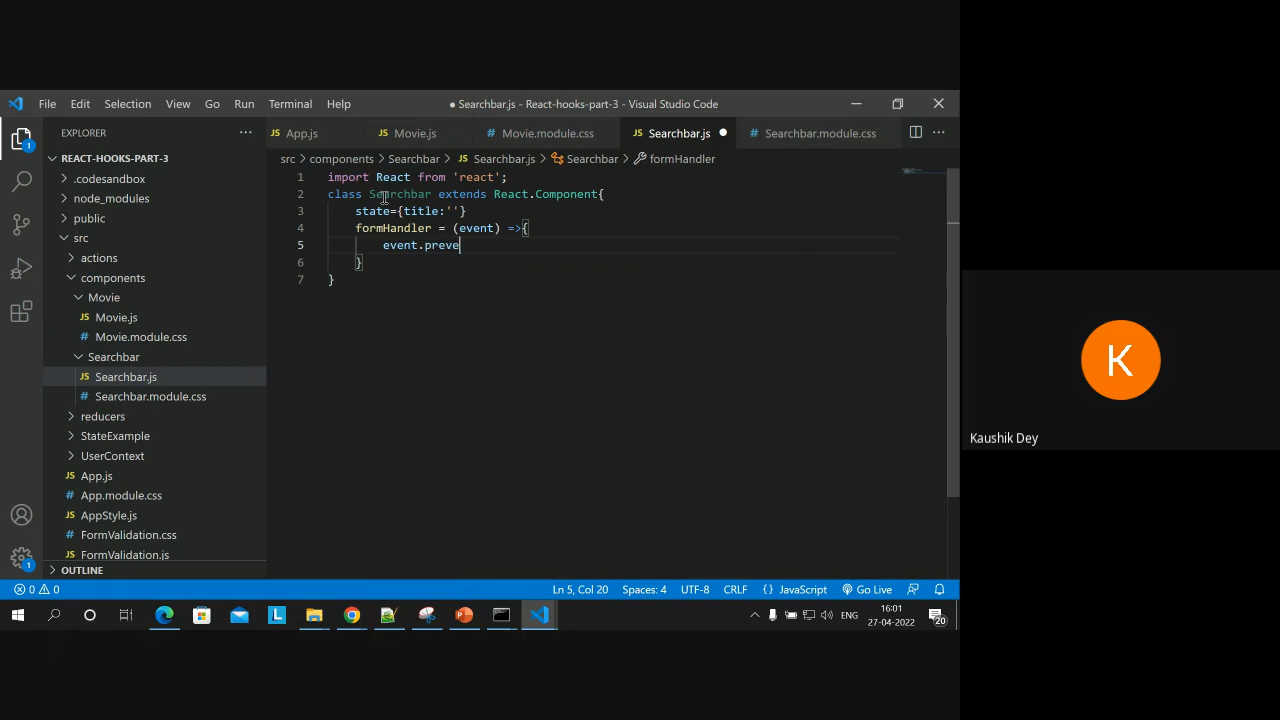 File Edit Selection View Go Run Terminal Help ● Searchbar.js - React-hooks-part-3 - Visual Studio Code
EXPLORER ···
JS App.js JS Movie.js # Movie.module.css JS Searchbar.js ● # Searchbar.module.css ···
src > components > Searchbar > JS Searchbar.js > Searchbar > formHandler
REACT-HOOKS-PART-3
.codesandbox
node_modules
public
src
actions
components
Movie
JS Movie.js
# Movie.module.css
Searchbar
JS Searchbar.js
# Searchbar.module.css
reducers
StateExample
UserContext
JS App.js
# App.module.css
JS AppStyle.js
# FormValidation.css
JS FormValidation.js
OUTLINE
1 import React from 'react';
2 class Searchbar extends React.Component{
3 state={title:''}
4 formHandler = (event) =>{
5 event.preve
6 }
7 }
1
1
K
Kaushik Dey
0 0 Ln 5, Col 20 Spaces: 4 UTF-8 CRLF {} JavaScript Go Live
L ENG 16:01
27-04-2022 20